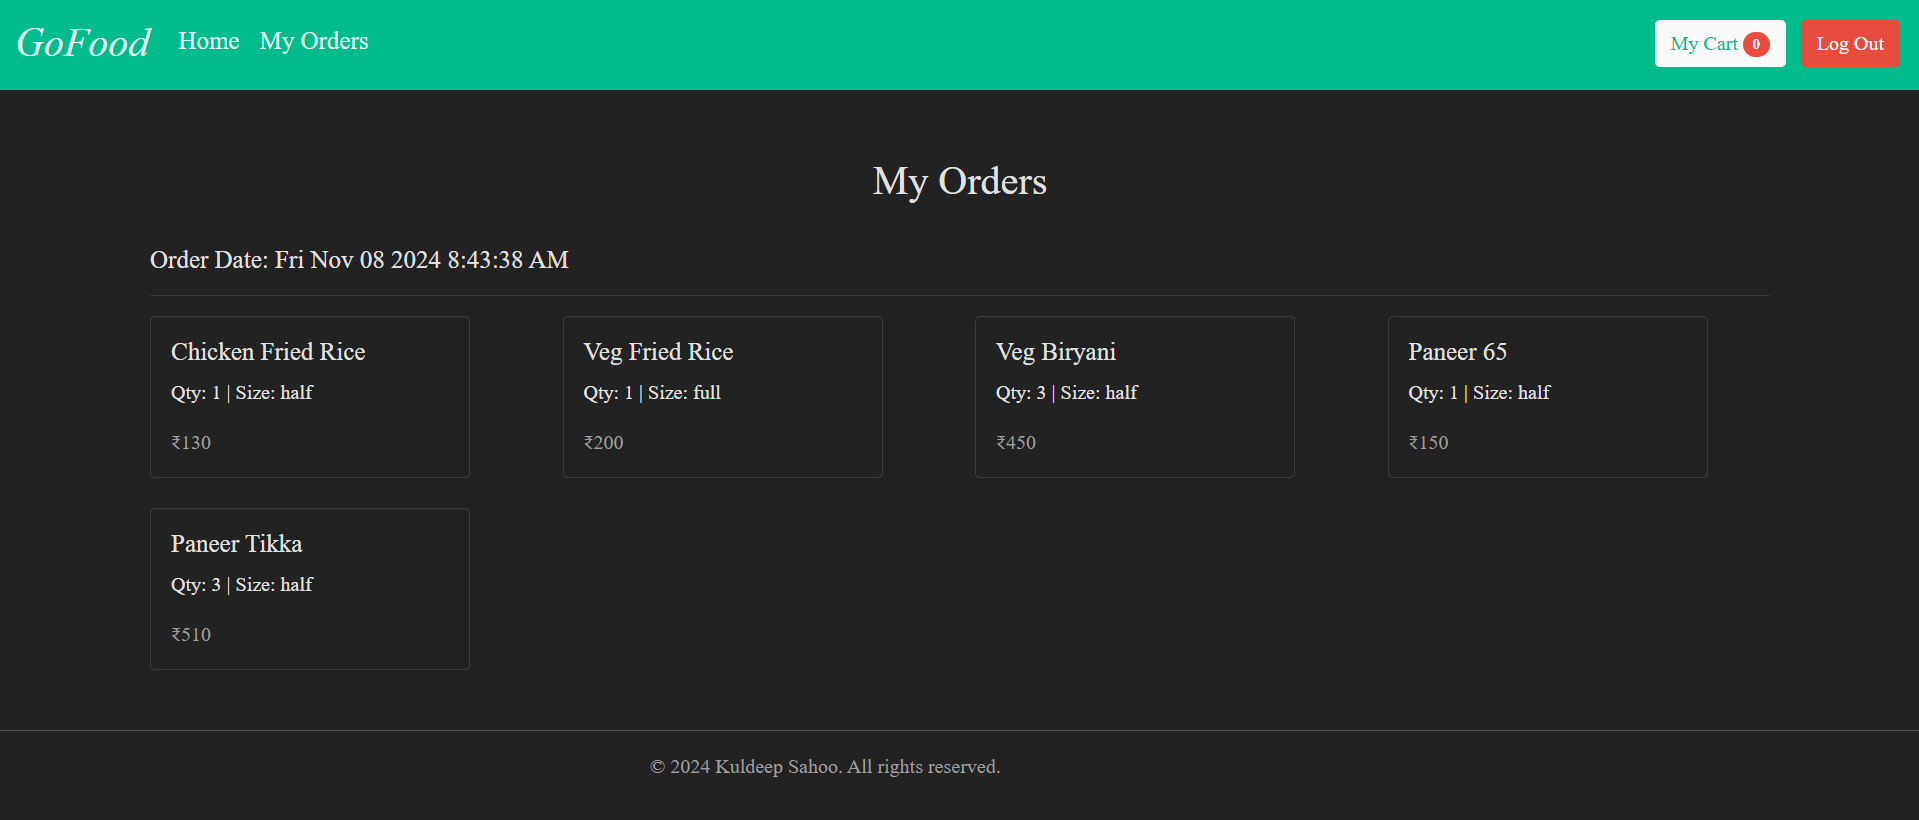 GoFood Home My Orders My Cart 0 Log Out
My Orders
Order Date: Fri Nov 08 2024 8:43:38 AM
Chicken Fried Rice
Qty: 1 | Size: half
₹130
Veg Fried Rice
Qty: 1 | Size: full
₹200
Veg Biryani
Qty: 3 | Size: half
₹450
Paneer 65
Qty: 1 | Size: half
₹150
Paneer Tikka
Qty: 3 | Size: half
₹510
© 2024 Kuldeep Sahoo. All rights reserved.